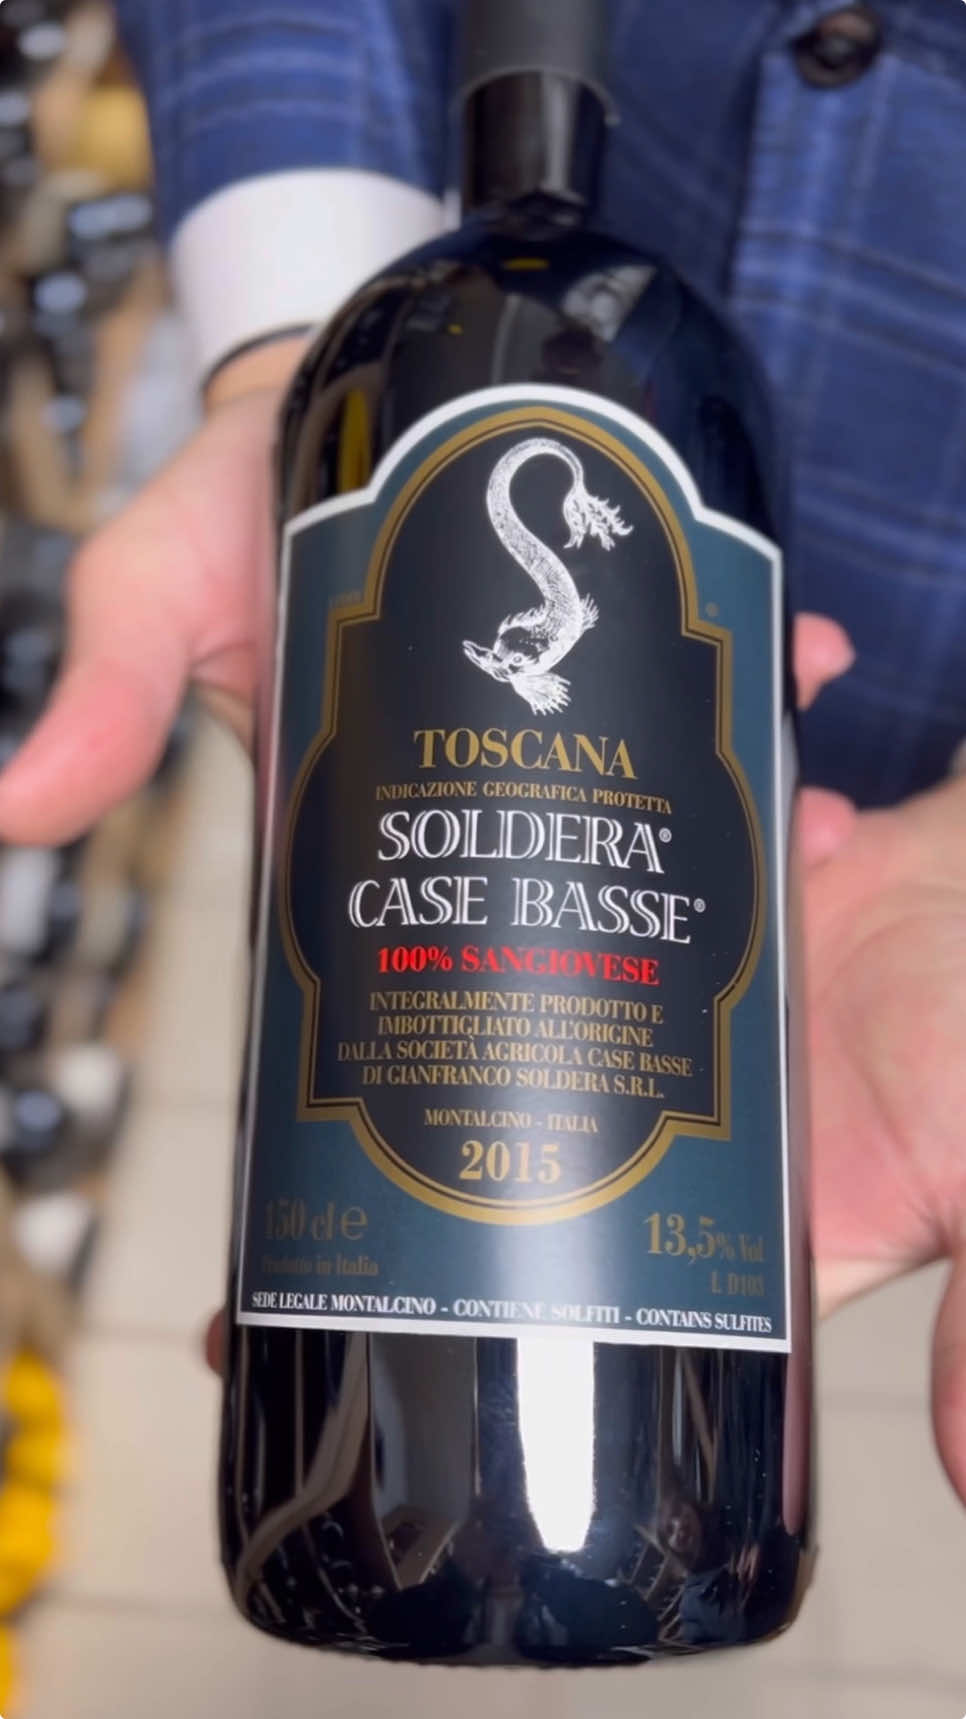 TOSCANA
INDICAZIONE GEOGRAFICA PROTETTA
SOLDERA®
CASE BASSE®
100% SANGIOVESE
INTEGRALMENTE PRODOTTO E
IMBOTTIGLIATO ALL'ORIGINE
DALLA SOCIETÀ AGRICOLA CASE BASSE
DI GIANFRANCO SOLDERA S.R.L.
MONTALCINO - ITALIA
2015
150 cl e 13,5% Vol
Prodotto in Italia L D103
SEDE LEGALE MONTALCINO - CONTIENE SOLFITI - CONTAINS SULFITES